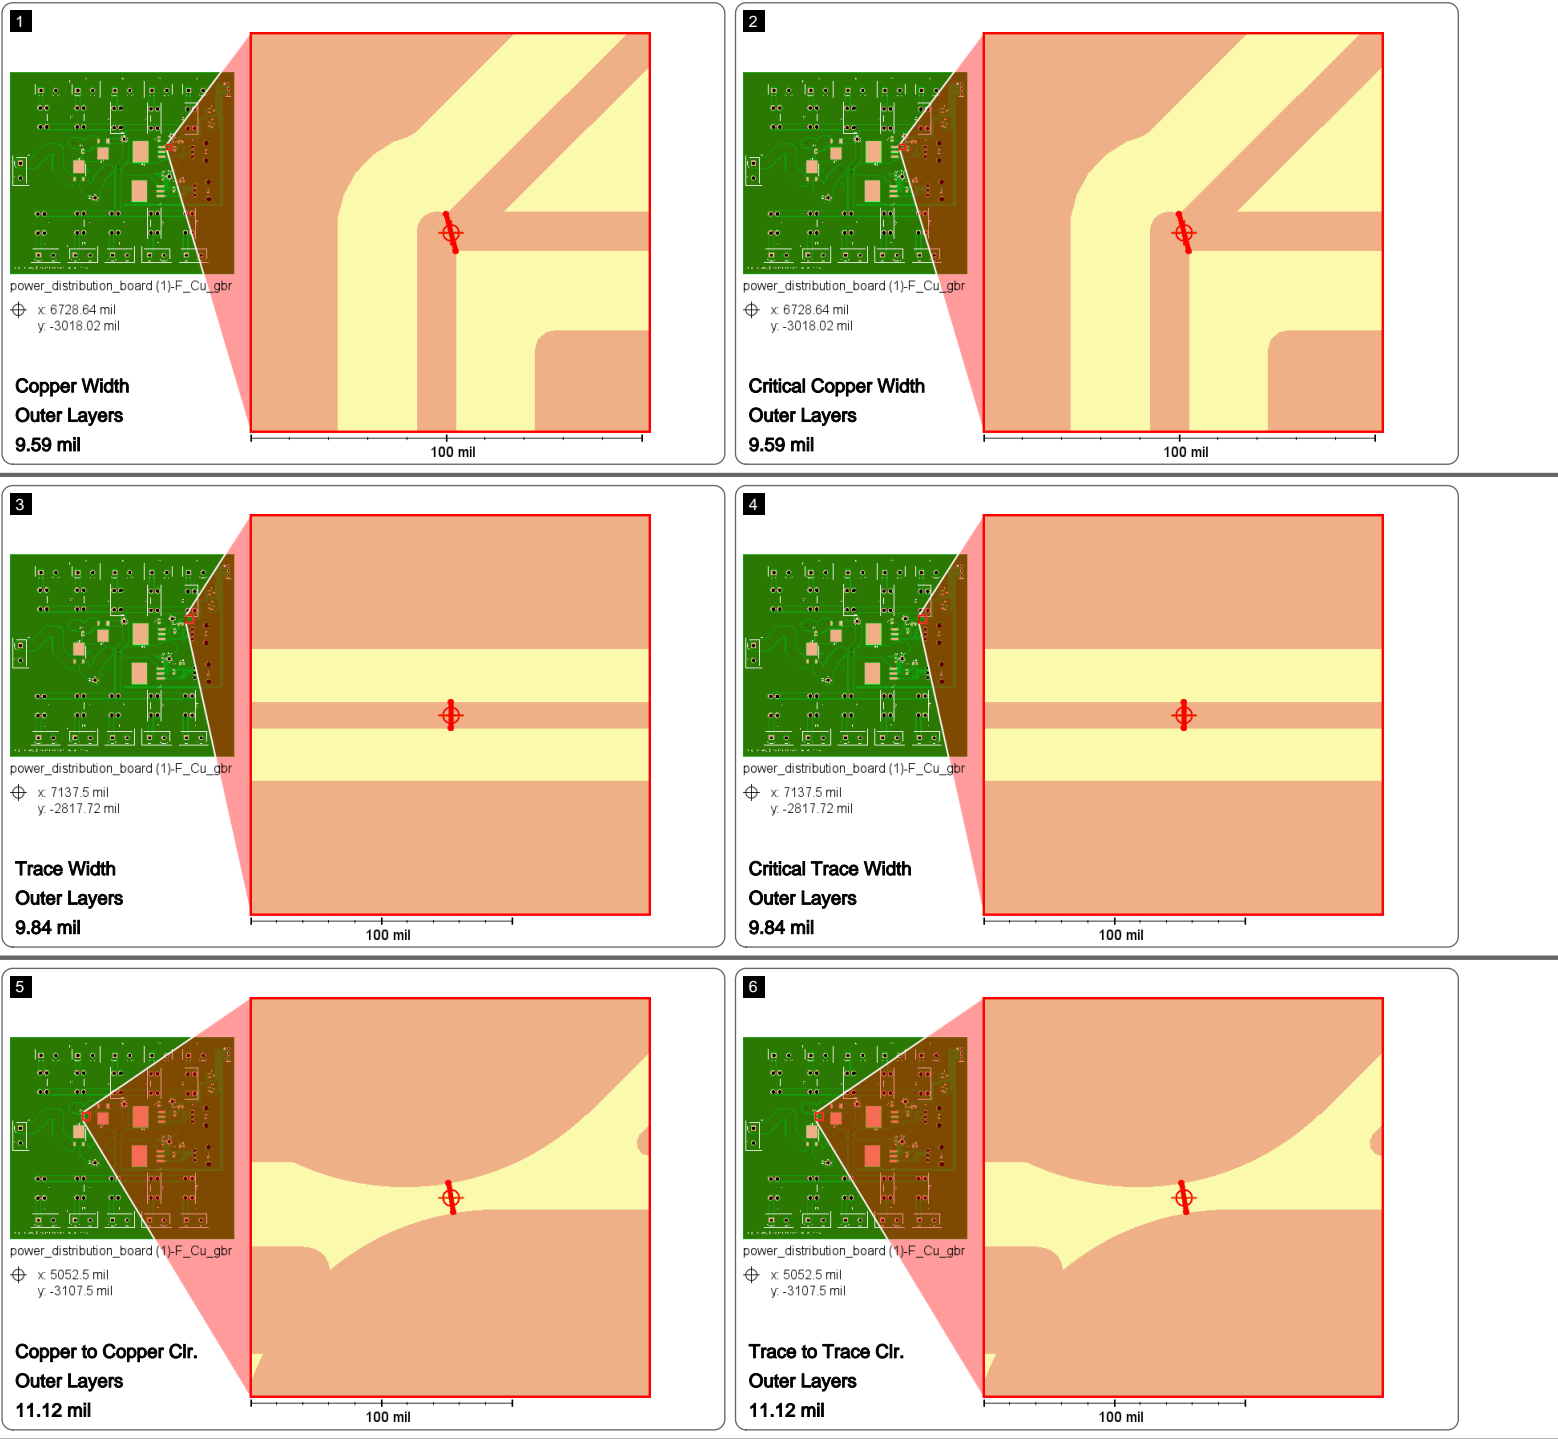 1
power_distribution_board (1)-F_Cu_gbr
x: 6728.64 mil
y: -3018.02 mil
Copper Width
Outer Layers
9.59 mil
100 mil
2
power_distribution_board (1)-F_Cu_gbr
x: 6728.64 mil
y: -3018.02 mil
Critical Copper Width
Outer Layers
9.59 mil
100 mil
3
power_distribution_board (1)-F_Cu_gbr
x: 7137.5 mil
y: -2817.72 mil
Trace Width
Outer Layers
9.84 mil
100 mil
4
power_distribution_board (1)-F_Cu_gbr
x: 7137.5 mil
y: -2817.72 mil
Critical Trace Width
Outer Layers
9.84 mil
100 mil
5
power_distribution_board (1)-F_Cu_gbr
x: 5052.5 mil
y: -3107.5 mil
Copper to Copper Clr.
Outer Layers
11.12 mil
100 mil
6
power_distribution_board (1)-F_Cu_gbr
x: 5052.5 mil
y: -3107.5 mil
Trace to Trace Clr.
Outer Layers
11.12 mil
100 mil